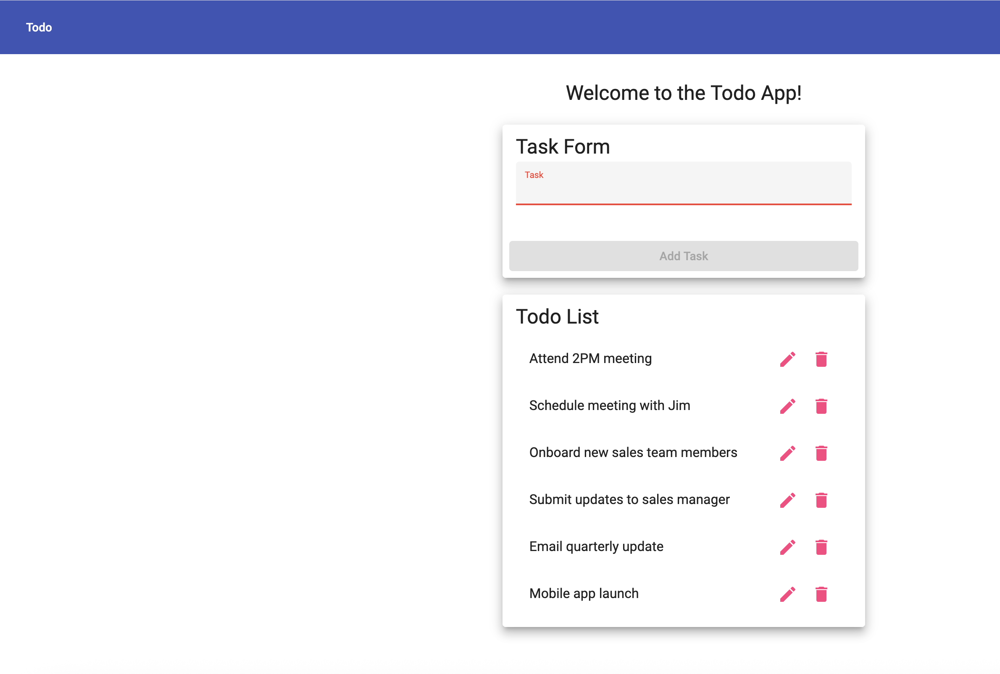 Todo
Welcome to the Todo App!
Task Form
Task
Add Task
Todo List
Attend 2PM meeting
Schedule meeting with Jim
Onboard new sales team members
Submit updates to sales manager
Email quarterly update
Mobile app launch